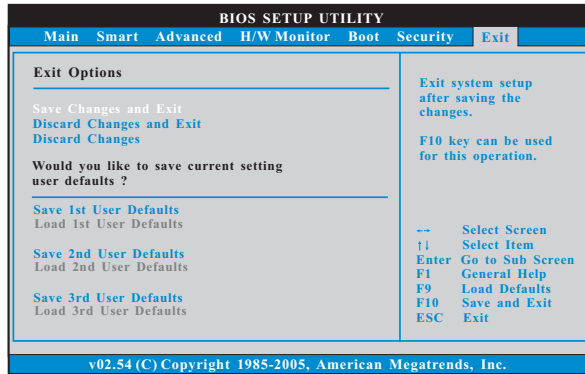 BIOS SETUP UTILITY
Main Smart Advanced H/W Monitor Boot Security Exit
Exit Options
Save Changes and Exit
Discard Changes and Exit
Discard Changes
Would you like to save current setting
user defaults ?
Save 1st User Defaults
Load 1st User Defaults
Save 2nd User Defaults
Load 2nd User Defaults
Save 3rd User Defaults
Load 3rd User Defaults
Exit system setup
after saving the
changes.
F10 key can be used
for this operation.
←→ Select Screen
↑↓ Select Item
Enter Go to Sub Screen
F1 General Help
F9 Load Defaults
F10 Save and Exit
ESC Exit
v02.54 (C) Copyright 1985-2005, American Megatrends, Inc.